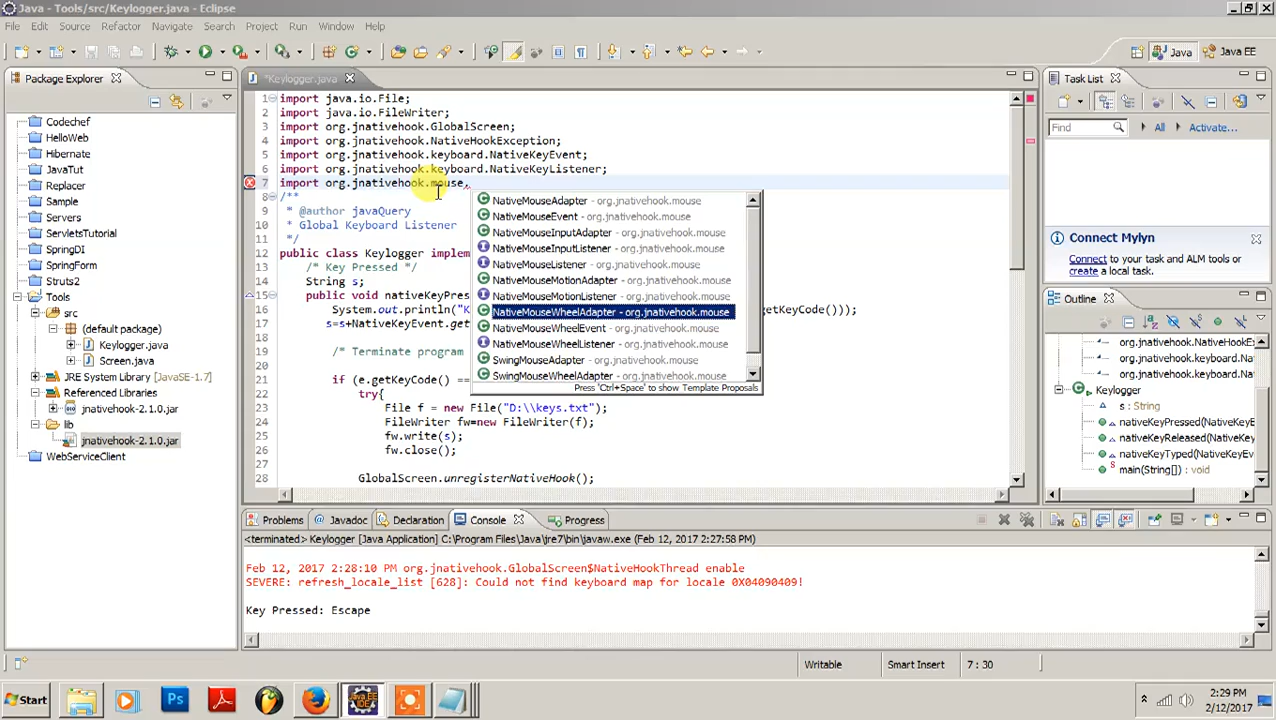 Java - Tools/src/Keylogger.java - Eclipse
File Edit Source Refactor Navigate Search Project Run Window Help
Java Java EE
Package Explorer
Codechef
HelloWeb
Hibernate
JavaTut
Replacer
Sample
Servers
ServletsTutorial
SpringDI
SpringForm
Struts2
Tools
src
(default package)
Keylogger.java
Screen.java
JRE System Library [JavaSE-1.7]
Referenced Libraries
jnativehook-2.1.0.jar
lib
jnativehook-2.1.0.jar
WebServiceClient
*Keylogger.java
1 import java.io.File;
2 import java.io.FileWriter;
3 import org.jnativehook.GlobalScreen;
4 import org.jnativehook.NativeHookException;
5 import org.jnativehook.keyboard.NativeKeyEvent;
6 import org.jnativehook.keyboard.NativeKeyListener;
7 import org.jnativehook.mouse.
8 /**
9 * @author javaQuery
10 * Global Keyboard Listener
11 */
12 public class Keylogger implem
13 /* Key Pressed */
14 String s;
15 public void nativeKeyPres
16 System.out.println("K getKeyCode()));
17 s=s+NativeKeyEvent.get
19 /* Terminate program
21 if (e.getKeyCode() ==
22 try{
23 File f = new File("D:\\keys.txt");
24 FileWriter fw=new FileWriter(f);
25 fw.write(s);
26 fw.close();
27
28 GlobalScreen.unregisterNativeHook();
NativeMouseAdapter - org.jnativehook.mouse
NativeMouseEvent - org.jnativehook.mouse
NativeMouseInputAdapter - org.jnativehook.mouse
NativeMouseInputListener - org.jnativehook.mouse
NativeMouseListener - org.jnativehook.mouse
NativeMouseMotionAdapter - org.jnativehook.mouse
NativeMouseMotionListener - org.jnativehook.mouse
NativeMouseWheelAdapter - org.jnativehook.mouse
NativeMouseWheelEvent - org.jnativehook.mouse
NativeMouseWheelListener - org.jnativehook.mouse
SwingMouseAdapter - org.jnativehook.mouse
SwingMouseWheelAdapter - org.jnativehook.mouse
Press 'Ctrl+Space' to show Template Proposals
Task List
Find All Activate...
Connect Mylyn
Connect to your task and ALM tools or
create a local task.
Outline
org.jnativehook.NativeHookEx
org.jnativehook.keyboard.Na
org.jnativehook.keyboard.Na
Keylogger
s : String
nativeKeyPressed(NativeKeyE
nativeKeyReleased(NativeKey
nativeKeyTyped(NativeKeyEv
main(String[]) : void
Problems Javadoc Declaration Console Progress
<terminated> Keylogger [Java Application] C:\Program Files\Java\jre7\bin\javaw.exe (Feb 12, 2017 2:27:58 PM)
Feb 12, 2017 2:28:10 PM org.jnativehook.GlobalScreen$NativeHookThread enable
SEVERE: refresh_locale_list [628]: Could not find keyboard map for locale 0X04090409!
Key Pressed: Escape
Writable Smart Insert 7 : 30
Start Ps Java EE IDE
2:29 PM
2/12/2017